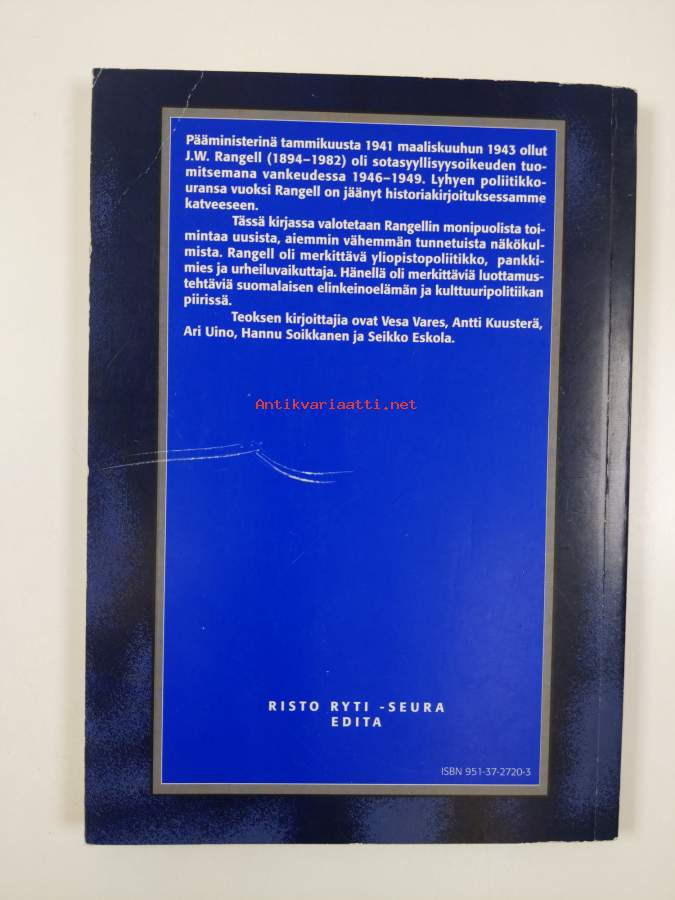 Pääministerinä tammikuusta 1941 maaliskuuhun 1943 ollut
J.W. Rangell (1894–1982) oli sotasyyllisyysoikeuden tuo-
mitsemana vankeudessa 1946–1949. Lyhyen poliitikko-
uransa vuoksi Rangell on jäänyt historiakirjoituksessamme
katveeseen.
Tässä kirjassa valotetaan Rangellin monipuolista toi-
mintaa uusista, aiemmin vähemmän tunnetuista näkökul-
mista. Rangell oli merkittävä yliopistopoliitikko, pankki-
mies ja urheiluvaikuttaja. Hänellä oli merkittäviä luottamus-
tehtäviä suomalaisen elinkeinoelämän ja kulttuuripolitiikan
piirissä.
Teoksen kirjoittajia ovat Vesa Vares, Antti Kuusterä,
Ari Uino, Hannu Soikkanen ja Seikko Eskola.
Antikvariaatti.net
RISTO RYTI -SEURA
EDITA
ISBN 951-37-2720-3